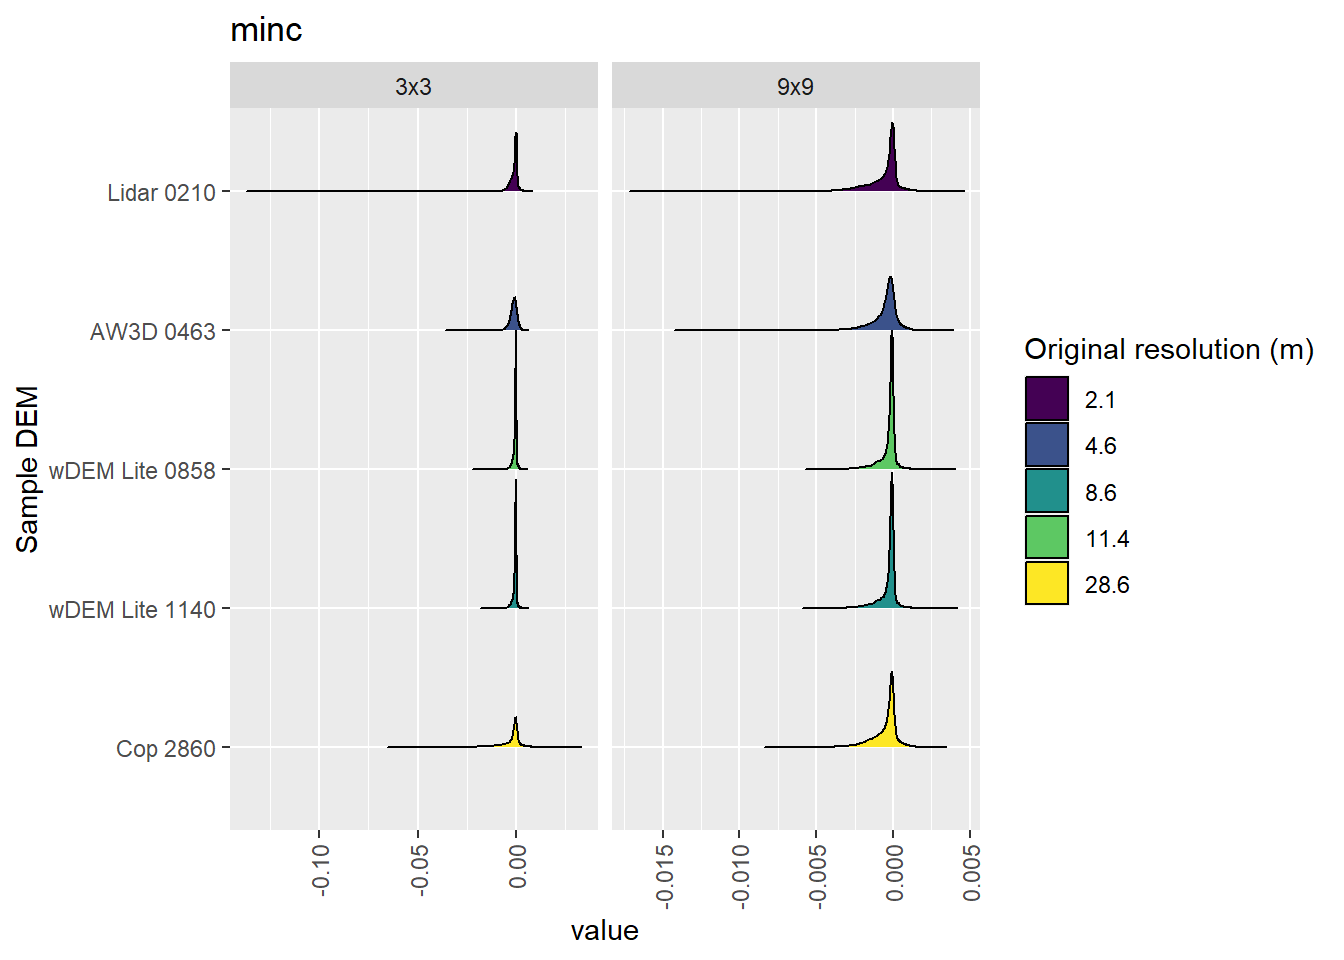 minc
3x3
9x9
Lidar 0210
AW3D 0463
wDEM Lite 0858
wDEM Lite 1140
Cop 2860
Sample DEM
-0.10
-0.05
0.00
-0.015
-0.010
-0.005
0.000
0.005
value
Original resolution (m)
2.1
4.6
8.6
11.4
28.6